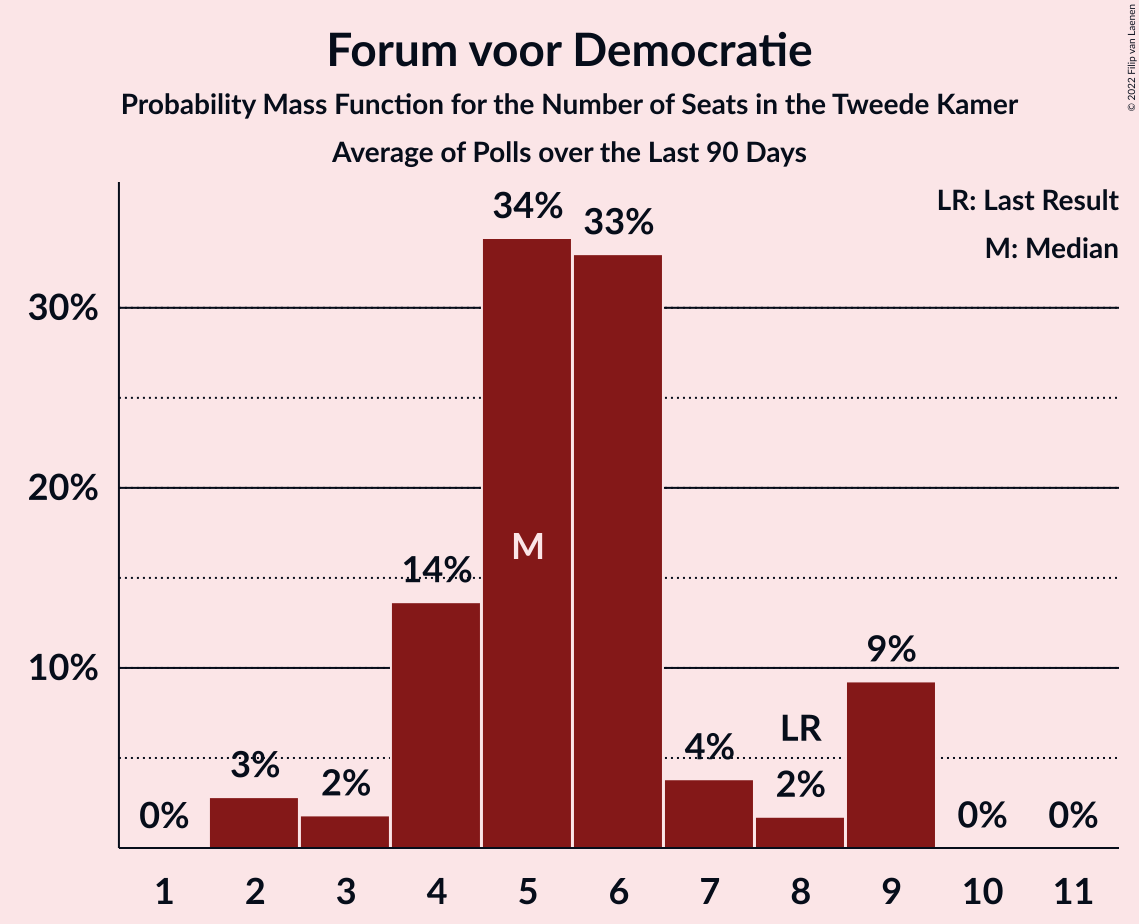 Forum voor Democratie
Probability Mass Function for the Number of Seats in the Tweede Kamer
Average of Polls over the Last 90 Days
© 2022 Filip van Laenen
LR: Last Result
M: Median
34%
33%
30%
20%
M
14%
10%
9%
LR
4%
3%
2%
2%
0%
0%
0%
1 2 3 4 5 6 7 8 9 10 11